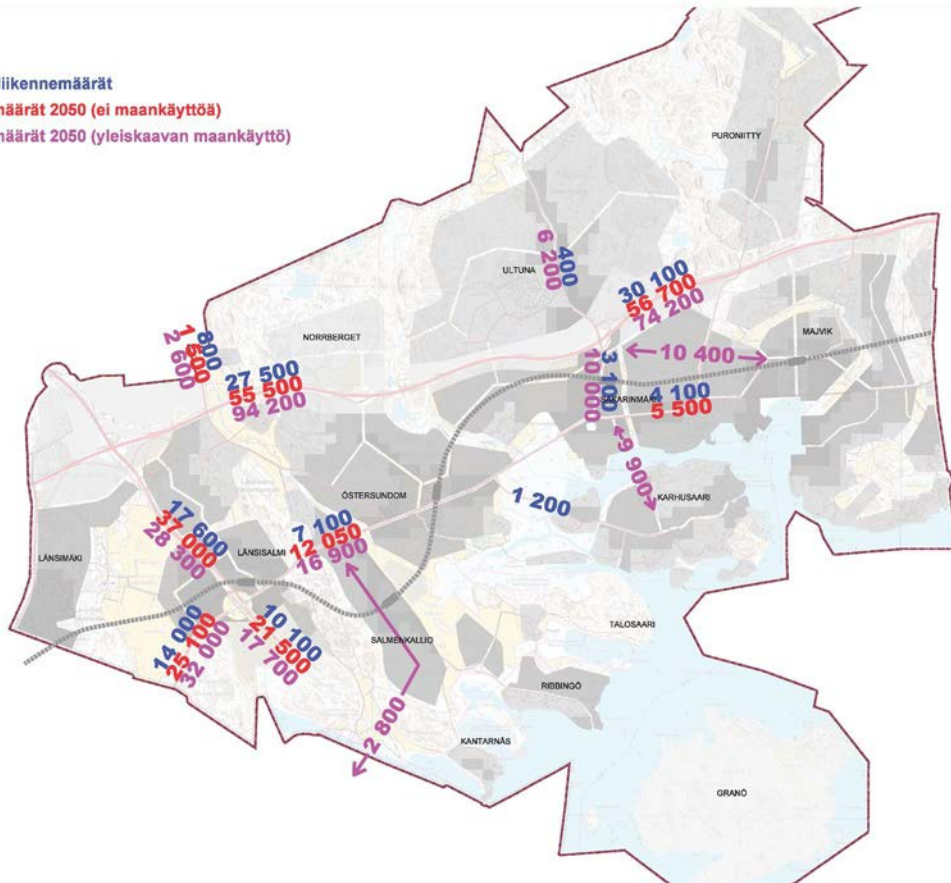 liikennemäärät
määrät 2050 (ei maankäyttöä)
määrät 2050 (yleiskaavan maankäyttö)
PURONIITTY
400
6 200
ULTUNA
30 100
56 700
74 200
NORRBERGET
MAJVIK
800
1 600
2 600
10 400
27 500
55 500
94 200
3 100
10 000
SAKARINMÄKI
4 100
5 500
9 900
ÖSTERSUNDOM
1 200
KARHUSAARI
17 600
37 000
28 300
7 100
12 050
16 900
LÄNSISALMI
LÄNSIMÄKI
14 000
25 100
32 000
10 100
21 500
17 700
SALMENKALLIO
TALOSAARI
RIBBINGÖ
2 800
KANTARNÄS
GRANÖ